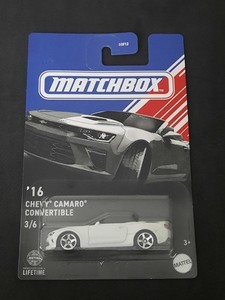 MATCHBOX
'16
CHEVY® CAMARO®
CONVERTIBLE
3/6
LIFETIME
3+
MATTEL